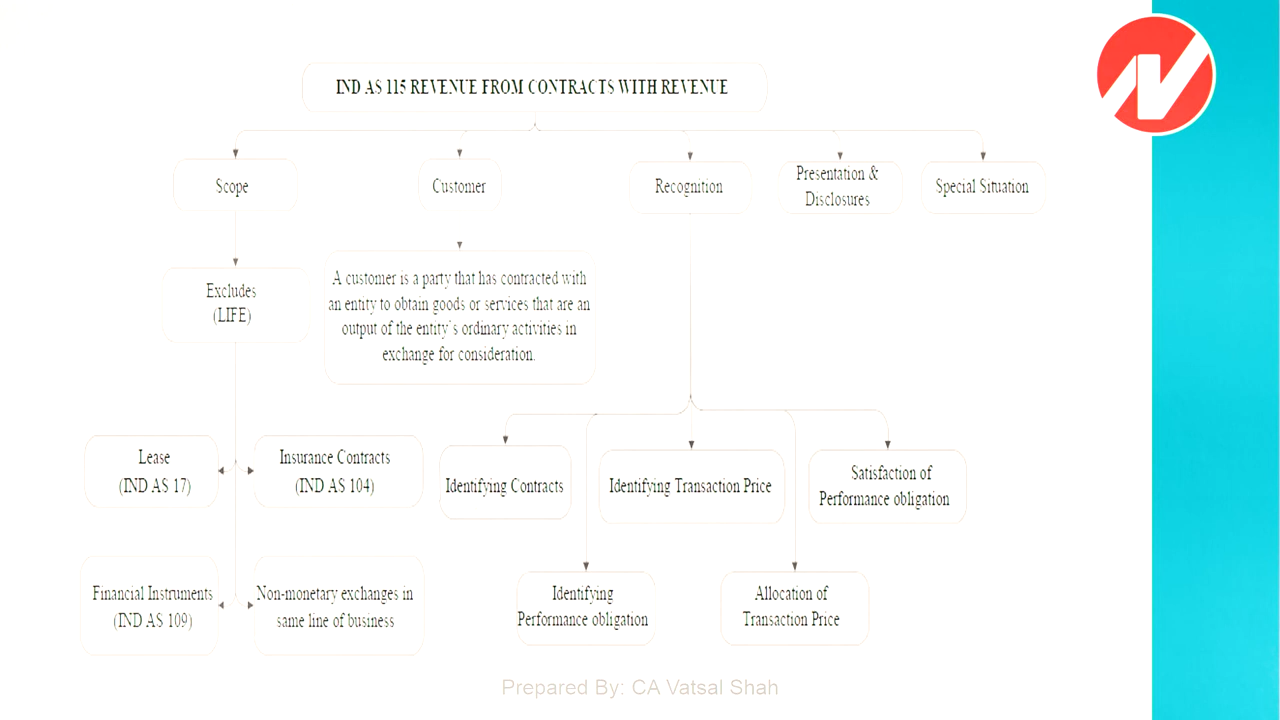 IND AS 115 REVENUE FROM CONTRACTS WITH REVENUE
Scope
Customer
Recognition
Presentation &
Disclosures
Special Situation
Excludes
(LIFE)
A customer is a party that has contracted with
an entity to obtain goods or services that are an
output of the entity`s ordinary activities in
exchange for consideration.
Lease
(IND AS 17)
Insurance Contracts
(IND AS 104)
Financial Instruments
(IND AS 109)
Non-monetary exchanges in
same line of business
Identifying Contracts
Identifying Transaction Price
Satisfaction of
Performance obligation
Identifying
Performance obligation
Allocation of
Transaction Price
Prepared By: CA Vatsal Shah